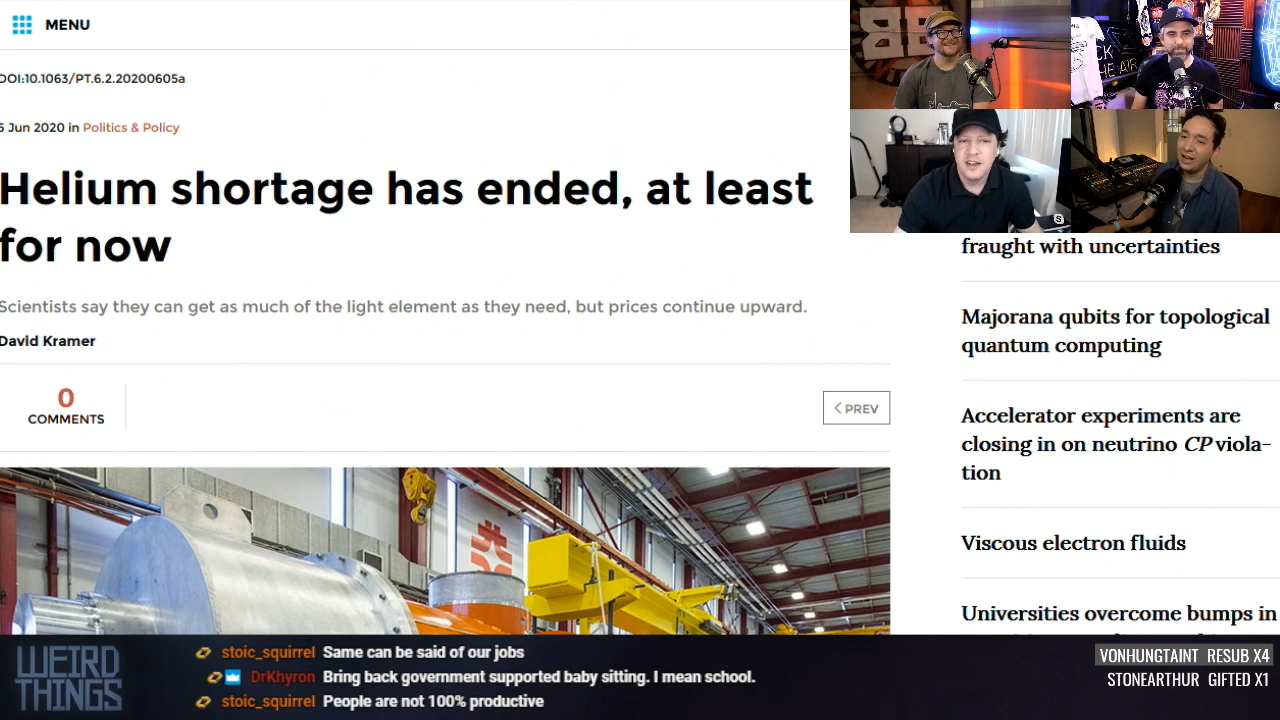 MENU
DOI:10.1063/PT.6.2.20200605a
5 Jun 2020 in Politics & Policy
Helium shortage has ended, at least
for now
Scientists say they can get as much of the light element as they need, but prices continue upward.
David Kramer
0
COMMENTS
PREV
fraught with uncertainties
Majorana qubits for topological
quantum computing
Accelerator experiments are
closing in on neutrino CP viola-
tion
Viscous electron fluids
Universities overcome bumps in
WEIRD
THINGS
stoic_squirrel Same can be said of our jobs
DrKhyron Bring back government supported baby sitting. I mean school.
stoic_squirrel People are not 100% productive
VONHUNGTAINT RESUB X4
STONEARTHUR GIFTED X1